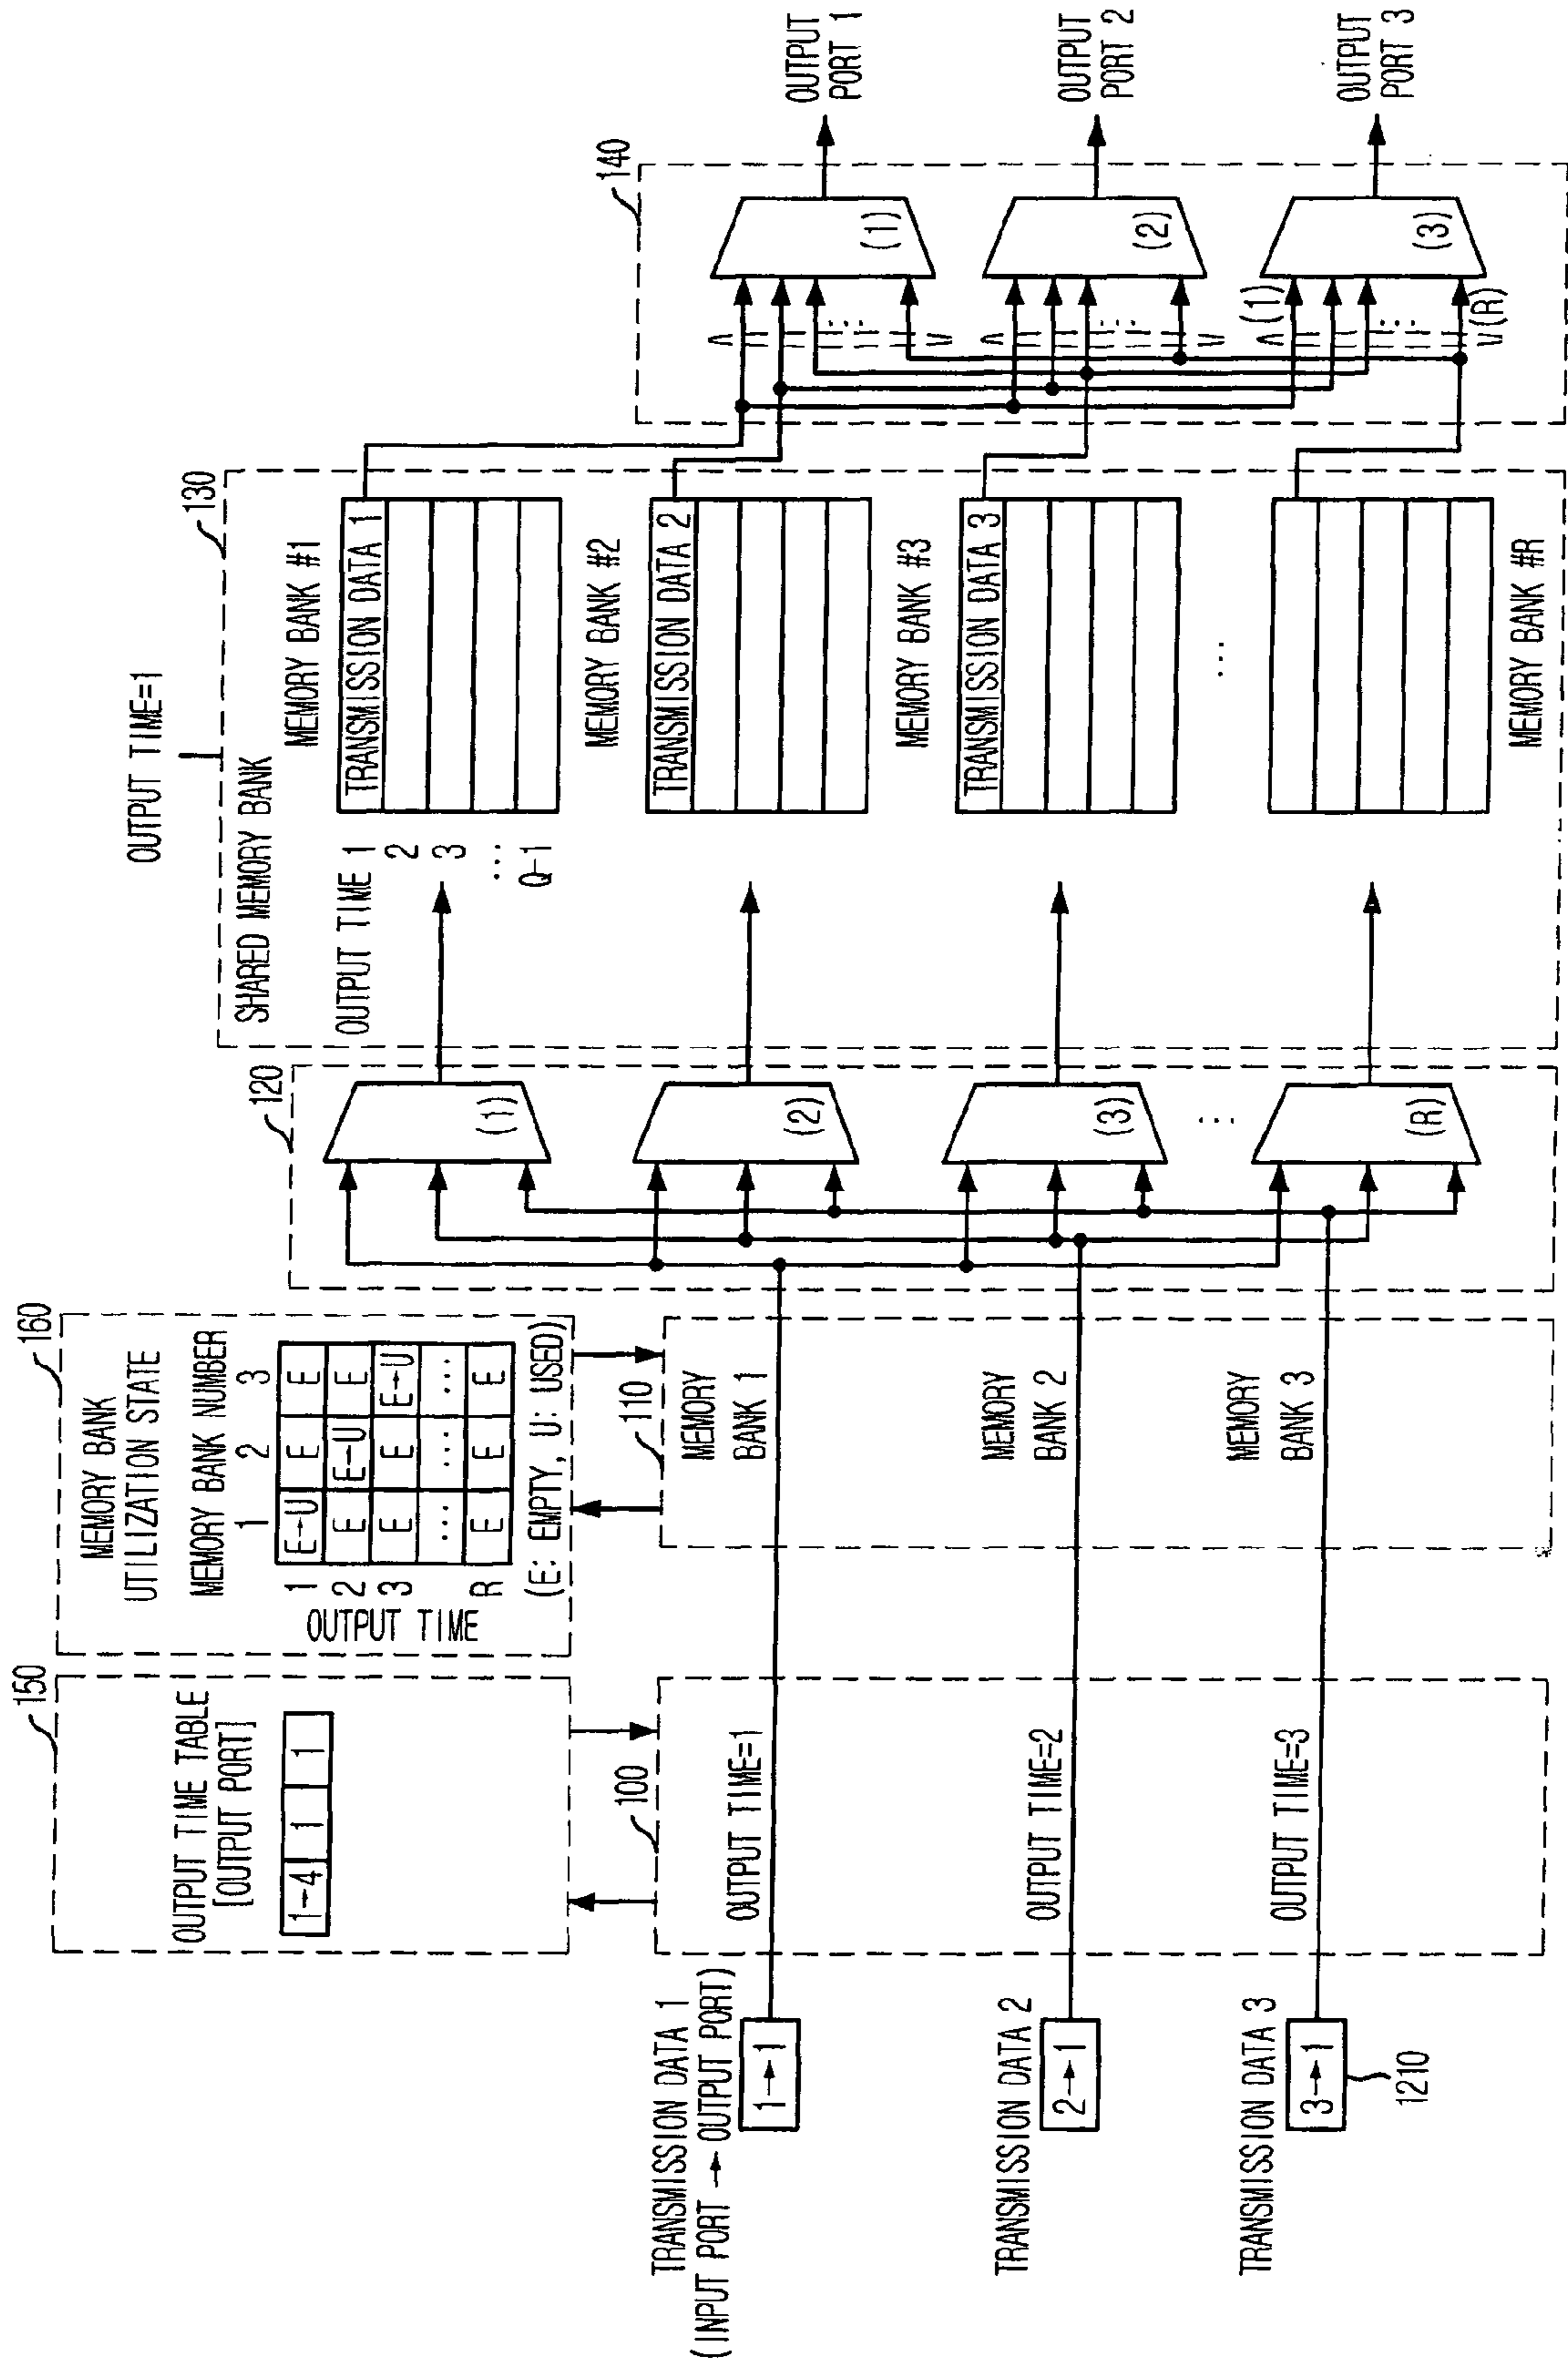 150
OUTPUT TIME TABLE
[OUTPUT PORT]
1→4 1 1
160
MEMORY BANK
UTILIZATION STATE
MEMORY BANK NUMBER
1 2 3
1 E→U E E
2 E E→U E
3 E E E→U
... ... ...
R E E E
OUTPUT TIME
(E: EMPTY, U: USED)
TRANSMISSION DATA 1
(INPUT PORT → OUTPUT PORT)
1→1
TRANSMISSION DATA 2
2→1
TRANSMISSION DATA 3
3→1
1210
100
OUTPUT TIME=1
OUTPUT TIME=2
OUTPUT TIME=3
110
MEMORY
BANK 1
MEMORY
BANK 2
MEMORY
BANK 3
120
(1)
(2)
(3)
...
(R)
OUTPUT TIME=1
130
SHARED MEMORY BANK
MEMORY BANK #1
OUTPUT TIME 1
2
3
...
Q-1
TRANSMISSION DATA 1
MEMORY BANK #2
TRANSMISSION DATA 2
MEMORY BANK #3
TRANSMISSION DATA 3
...
MEMORY BANK #R
140
(1)
...
(2)
...
(1)
(3)
...
(R)
OUTPUT
PORT 1
OUTPUT
PORT 2
OUTPUT
PORT 3